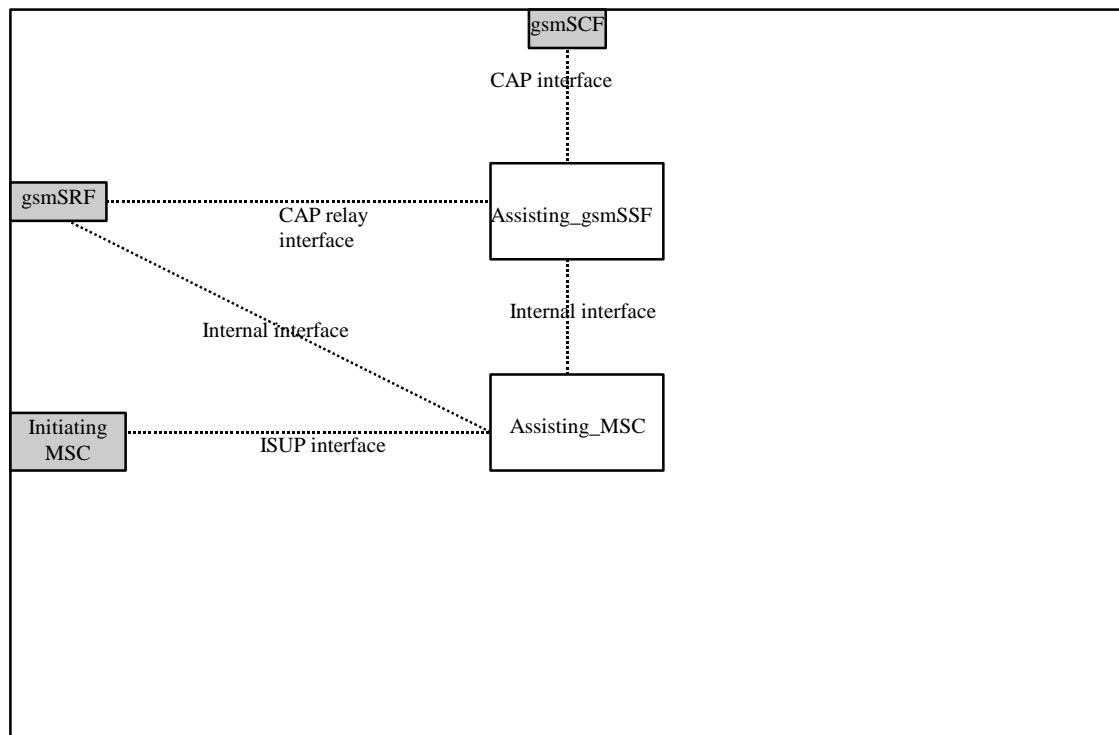 gsmSCF
CAP interface
gsmSRF
Assisting_gsmSSF
CAP relay
interface
Internal interface
Internal interface
Initiating
MSC
Assisting_MSC
ISUP interface